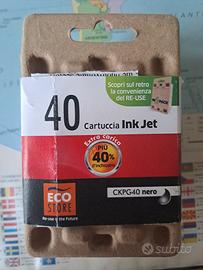 ARGENTINA
Scopri sul retro
la convenienza
del RE-USE
40
Cartuccia Ink Jet
Extra carica
PIÙ
40%
d'inchiostro
CKPG40 nero
ECO
STORE
Re-use is the Future
subito